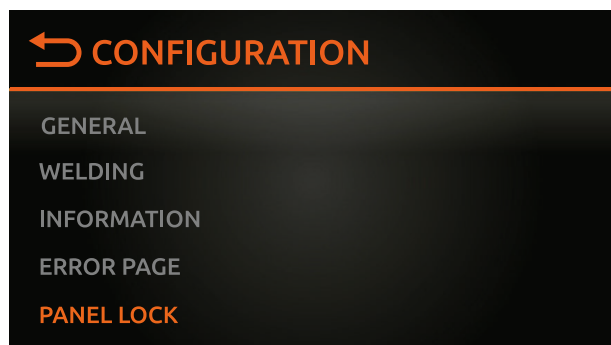 CONFIGURATION
GENERAL
WELDING
INFORMATION
ERROR PAGE
PANEL LOCK